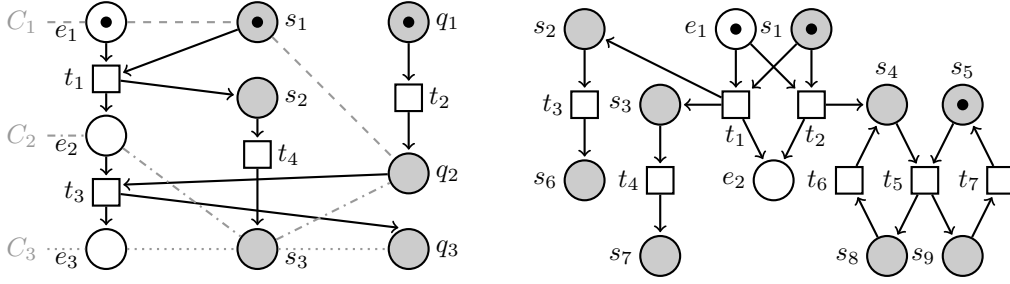 C₁ e₁ s₁ q₁ s₂ e₁ s₁
t₁ s₂ t₂ s₄ s₅
t₃ s₃
C₂ e₂ t₄ t₁ t₂
t₃ q₂ s₆ t₄ e₂ t₆ t₅ t₇
C₃ e₃ s₃ q₃ s₇ s₈ s₉